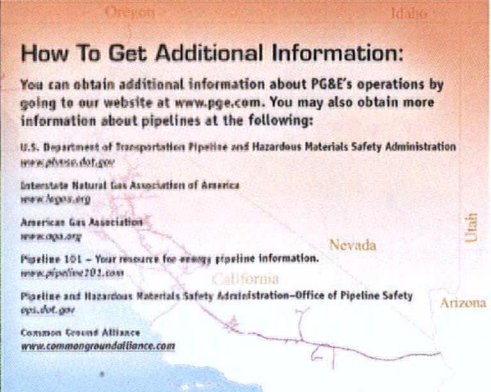 Oregon
Idaho
How To Get Additional Information:
You can obtain additional information about PG&E's operations by
going to our website at www.pge.com. You may also obtain more
information about pipelines at the following:
U.S. Department of Transportation Pipeline and Hazardous Materials Safety Administration
www.phmsa.dot.gov
Interstate Natural Gas Association of America
www.ingaa.org
American Gas Association
www.aga.org
Pipeline 101 – Your resource for energy pipeline information.
www.pipeline101.com
Pipeline and Hazardous Materials Safety Administration–Office of Pipeline Safety
ops.dot.gov
Common Ground Alliance
www.commongroundalliance.com
Nevada
Utah
California
Arizona